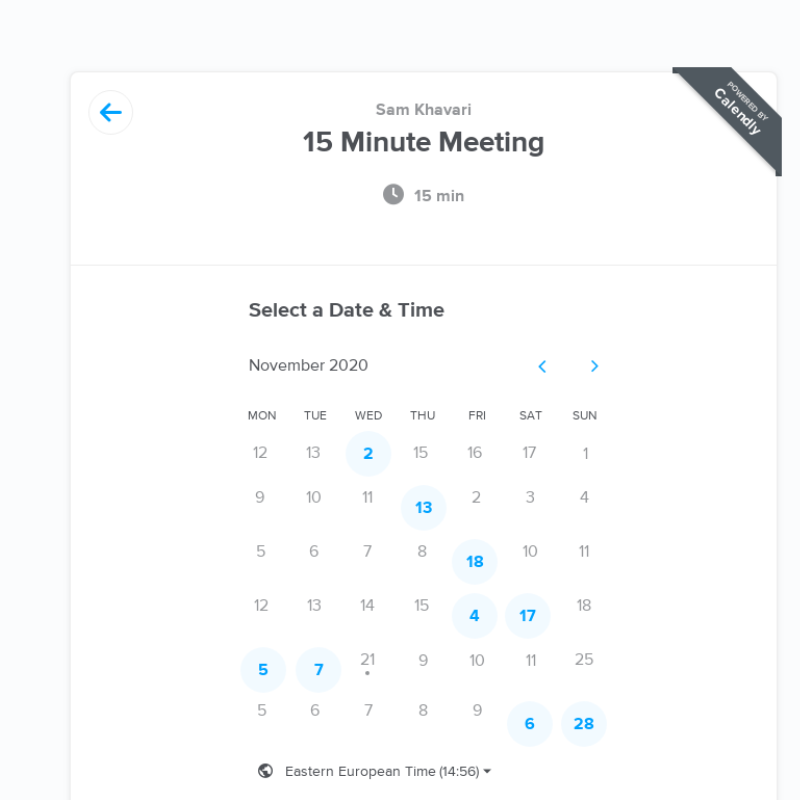 POWERED BY
Calendly
Sam Khavari
15 Minute Meeting
15 min
Select a Date & Time
November 2020
MON TUE WED THU FRI SAT SUN
12 13 2 15 16 17 1
9 10 11 13 2 3 4
5 6 7 8 18 10 11
12 13 14 15 4 17 18
5 7 21 9 10 11 25
5 6 7 8 9 6 28
Eastern European Time (14:56)